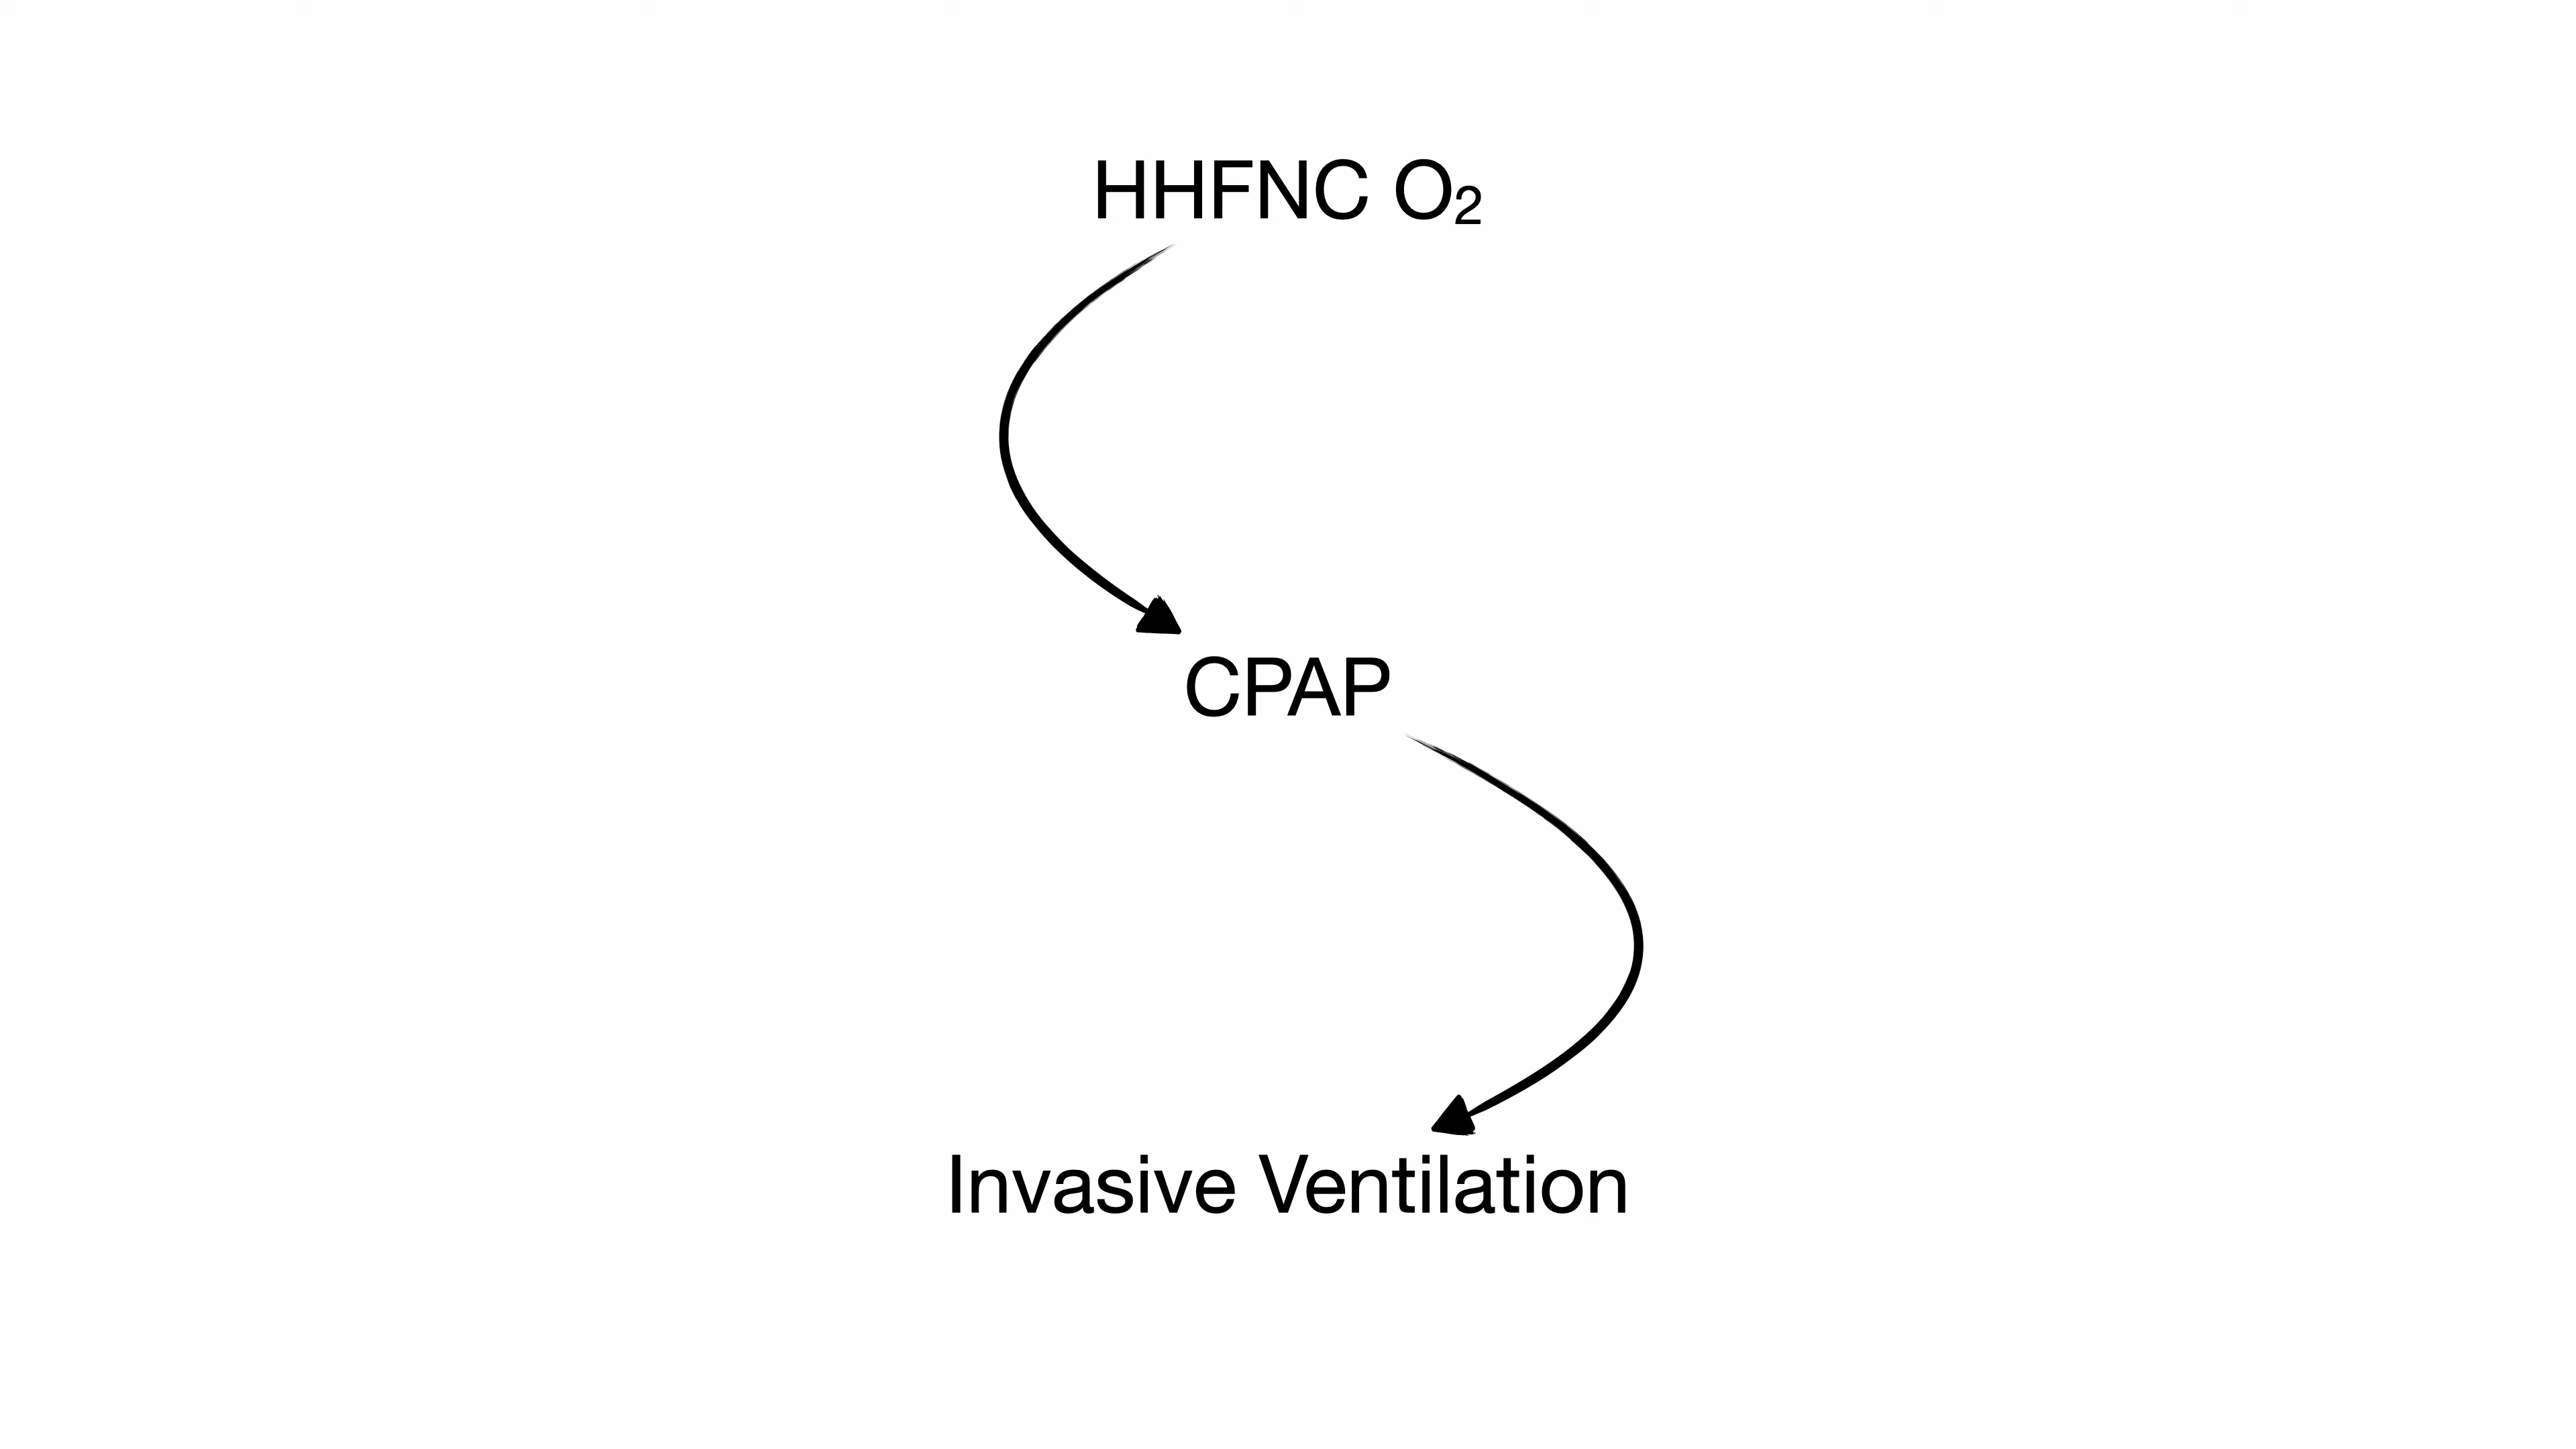 HHFNC O₂
CPAP
Invasive Ventilation